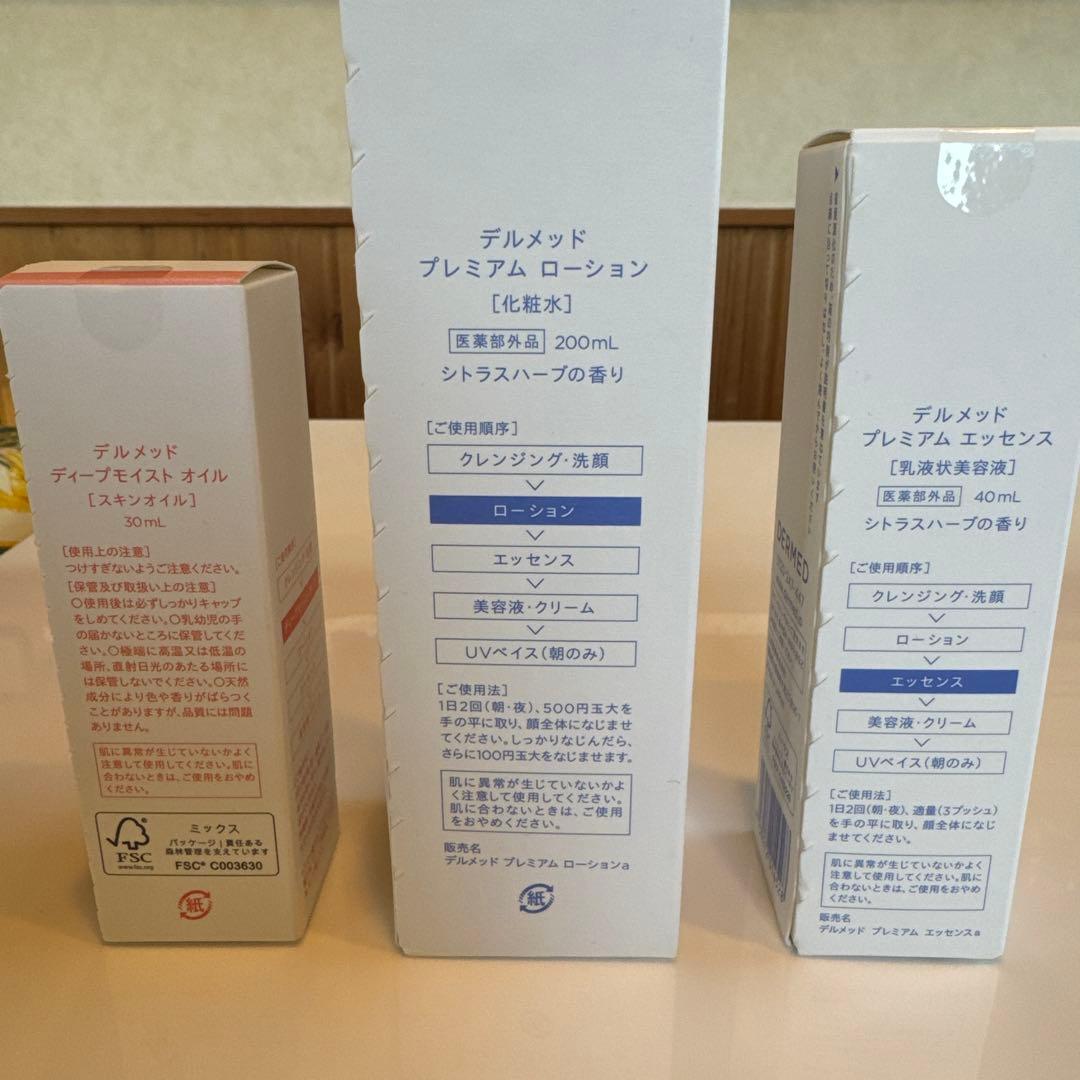 デルメッド
ディープモイスト オイル
[スキンオイル]
30mL
[使用上の注意]
つけすぎないようご注意ください。
[保管及び取扱い上の注意]
○使用後は必ずしっかりキャップ
をしめてください。○乳幼児の手
の届かないところに保管してくだ
さい。○極端に高温又は低温の
場所、直射日光のあたる場所に
は保管しないでください。○天然
成分により色や香りがばらつく
ことがありますが、品質には問題
ありません。
肌に異常が生じていないかよく
注意して使用してください。肌に
合わないときは、ご使用をおやめ
ください。
FSC
www.fsc.org
ミックス
パッケージ|責任ある
森林管理を支えています
FSC® C003630
紙
デルメッド
プレミアム ローション
[化粧水]
医薬部外品 200mL
シトラスハーブの香り
[ご使用順序]
クレンジング・洗顔
ローション
エッセンス
美容液・クリーム
UVベイス(朝のみ)
[ご使用法]
1日2回(朝・夜)、500円玉大を
手の平に取り、顔全体になじませ
てください。しっかりなじんだら、
さらに100円玉大をなじませます。
肌に異常が生じていないかよ
く注意して使用してください。
肌に合わないときは、ご使用
をおやめください。
販売名
デルメッド プレミアム ローションa
紙
DERMED
デルメッド
プレミアム エッセンス
[乳液状美容液]
医薬部外品 40mL
シトラスハーブの香り
[ご使用順序]
クレンジング・洗顔
ローション
エッセンス
美容液・クリーム
UVベイス(朝のみ)
[ご使用法]
1日2回(朝・夜)、適量(3プッシュ)
を手の平に取り、顔全体になじ
ませてください。
肌に異常が生じていないかよく
注意して使用してください。肌に
合わないときは、ご使用をおやめ
ください。
販売名
デルメッド プレミアム エッセンスa